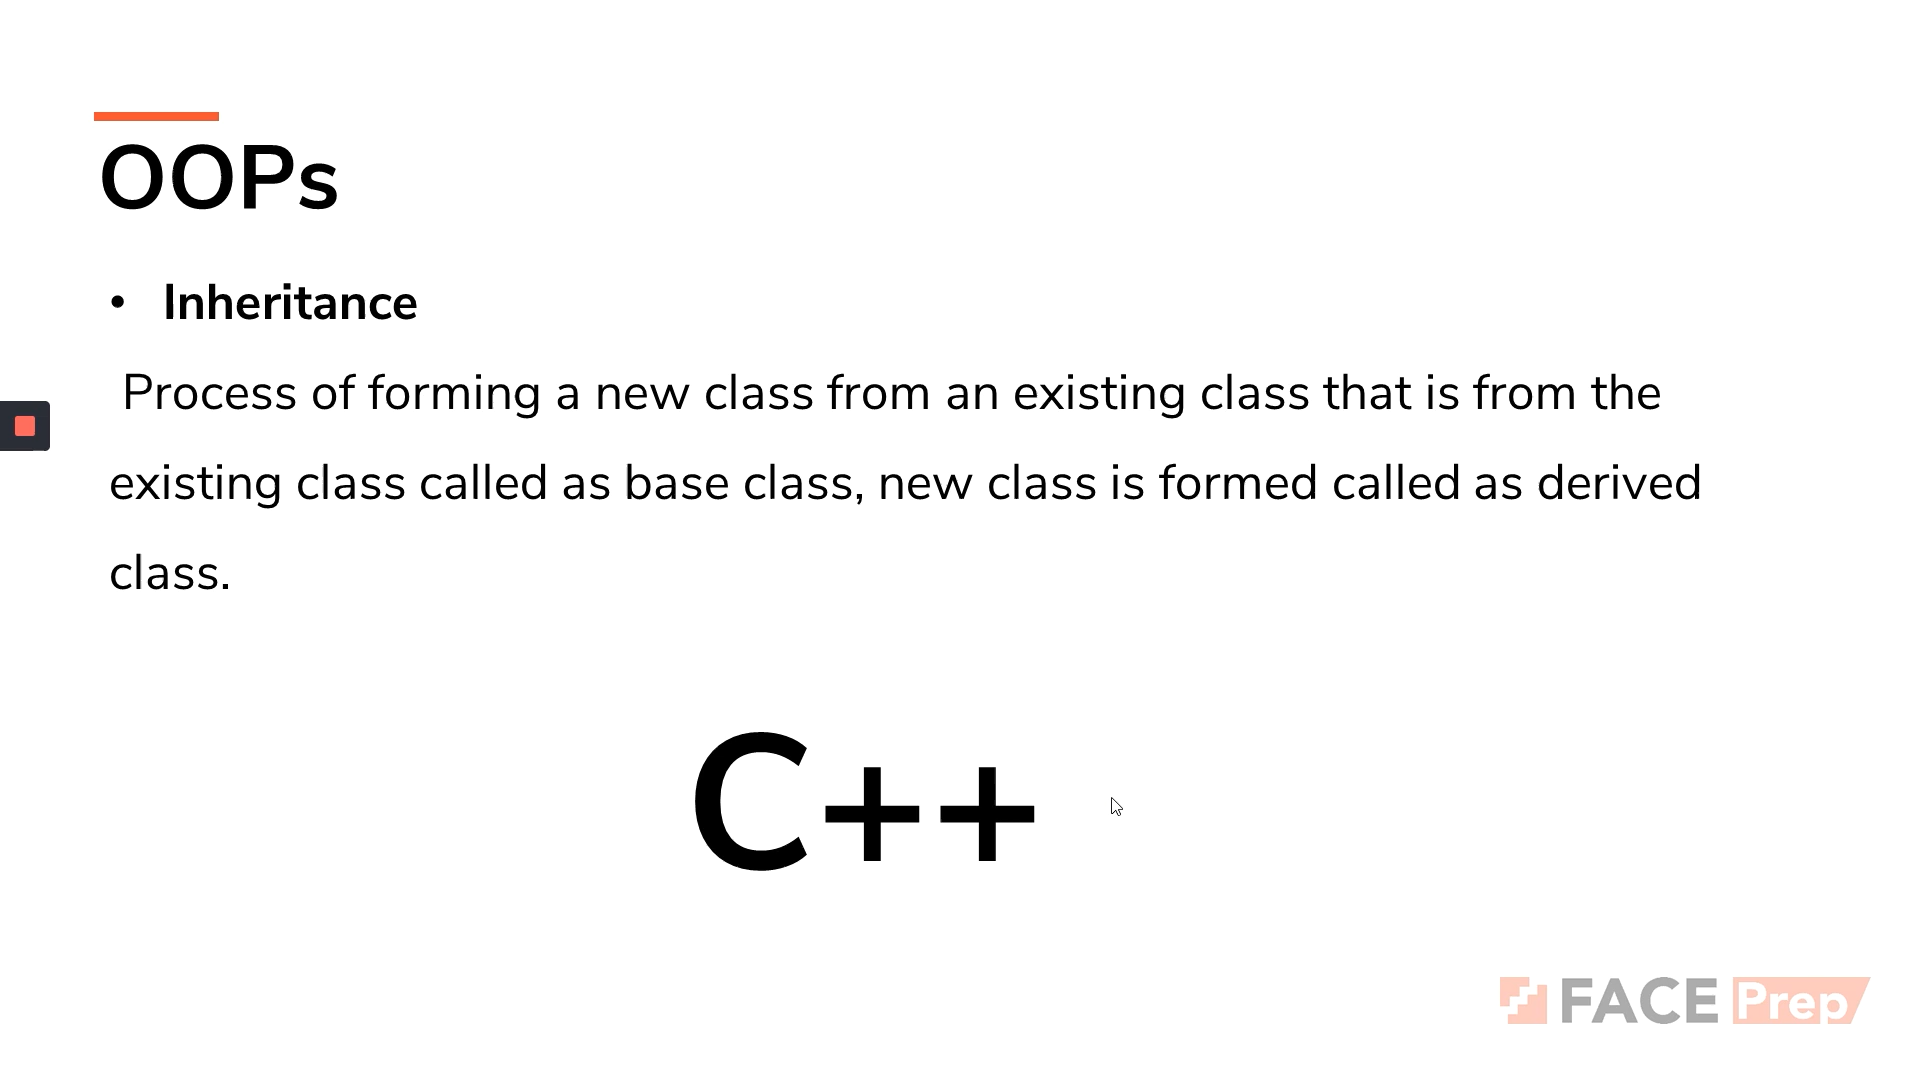 OOPs
• Inheritance
Process of forming a new class from an existing class that is from the
existing class called as base class, new class is formed called as derived
class.
C++
FACE Prep